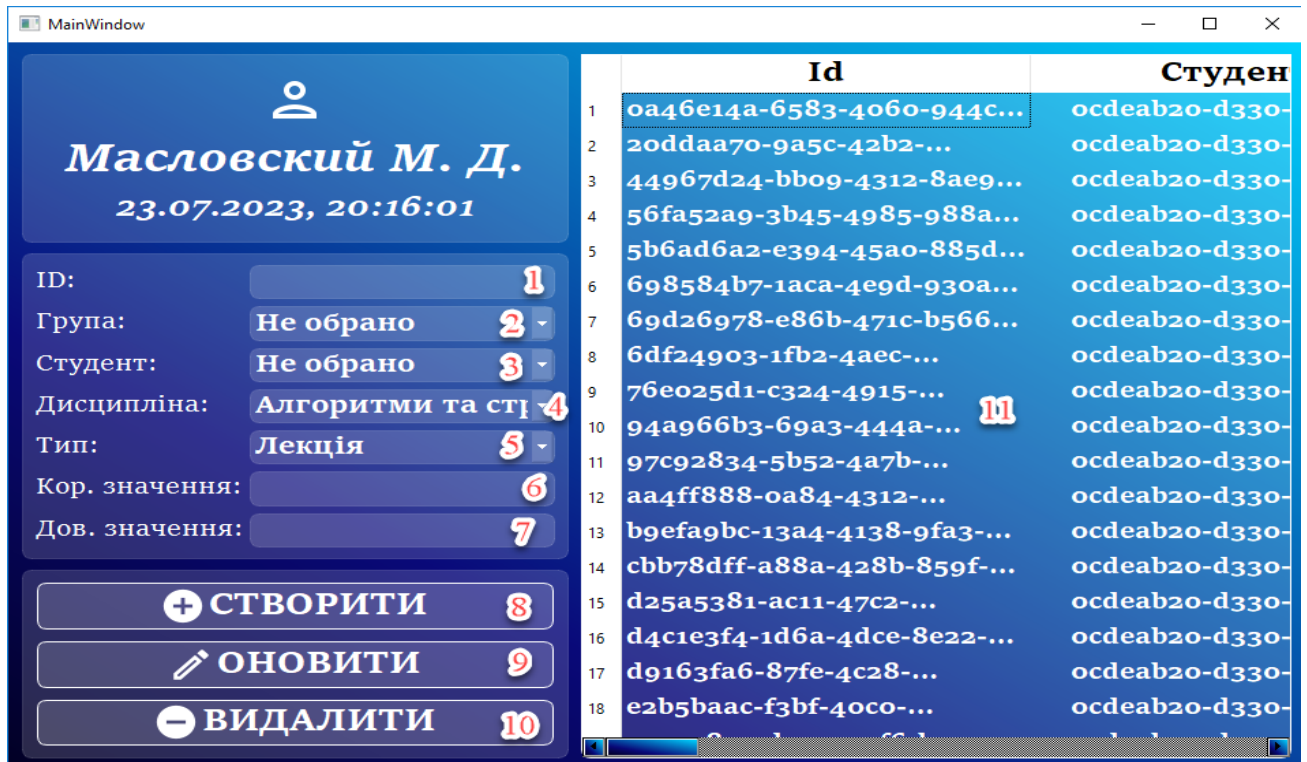 MainWindow
Масловский М. Д.
23.07.2023, 20:16:01
ID: 1
Група: Не обрано 2
Студент: Не обрано 3
Дисципліна: Алгоритми та 4
Тип: Лекція 5
Кор. значення: 6
Дов. значення: 7
СТВОРИТИ 8
ОНОВИТИ 9
ВИДАЛИТИ 10
Id Студен
1 0a46e14a-6583-4060-944c... 0cdeab20-d330-
2 20ddaa70-9a5c-42b2-... 0cdeab20-d330-
3 44967d24-bb09-4312-8ae9... 0cdeab20-d330-
4 56fa52a9-3b45-4985-988a... 0cdeab20-d330-
5 5b6ad6a2-e394-45a0-885d... 0cdeab20-d330-
6 698584b7-1aca-4e9d-930a... 0cdeab20-d330-
7 69d26978-e86b-471c-b566... 0cdeab20-d330-
8 6df24903-1fb2-4aec-... 0cdeab20-d330-
9 76e025d1-c324-4915-... 0cdeab20-d330-
11
10 94a966b3-69a3-444a-... 0cdeab20-d330-
11 97c92834-5b52-4a7b-... 0cdeab20-d330-
12 aa4ff888-0a84-4312-... 0cdeab20-d330-
13 b9efa9bc-13a4-4138-9fa3-... 0cdeab20-d330-
14 cbb78dff-a88a-428b-859f-... 0cdeab20-d330-
15 d25a5381-ac11-47c2-... 0cdeab20-d330-
16 d4c1e3f4-1d6a-4dce-8e22-... 0cdeab20-d330-
17 d9163fa6-87fe-4c28-... 0cdeab20-d330-
18 e2b5baac-f3bf-40c0-... 0cdeab20-d330-